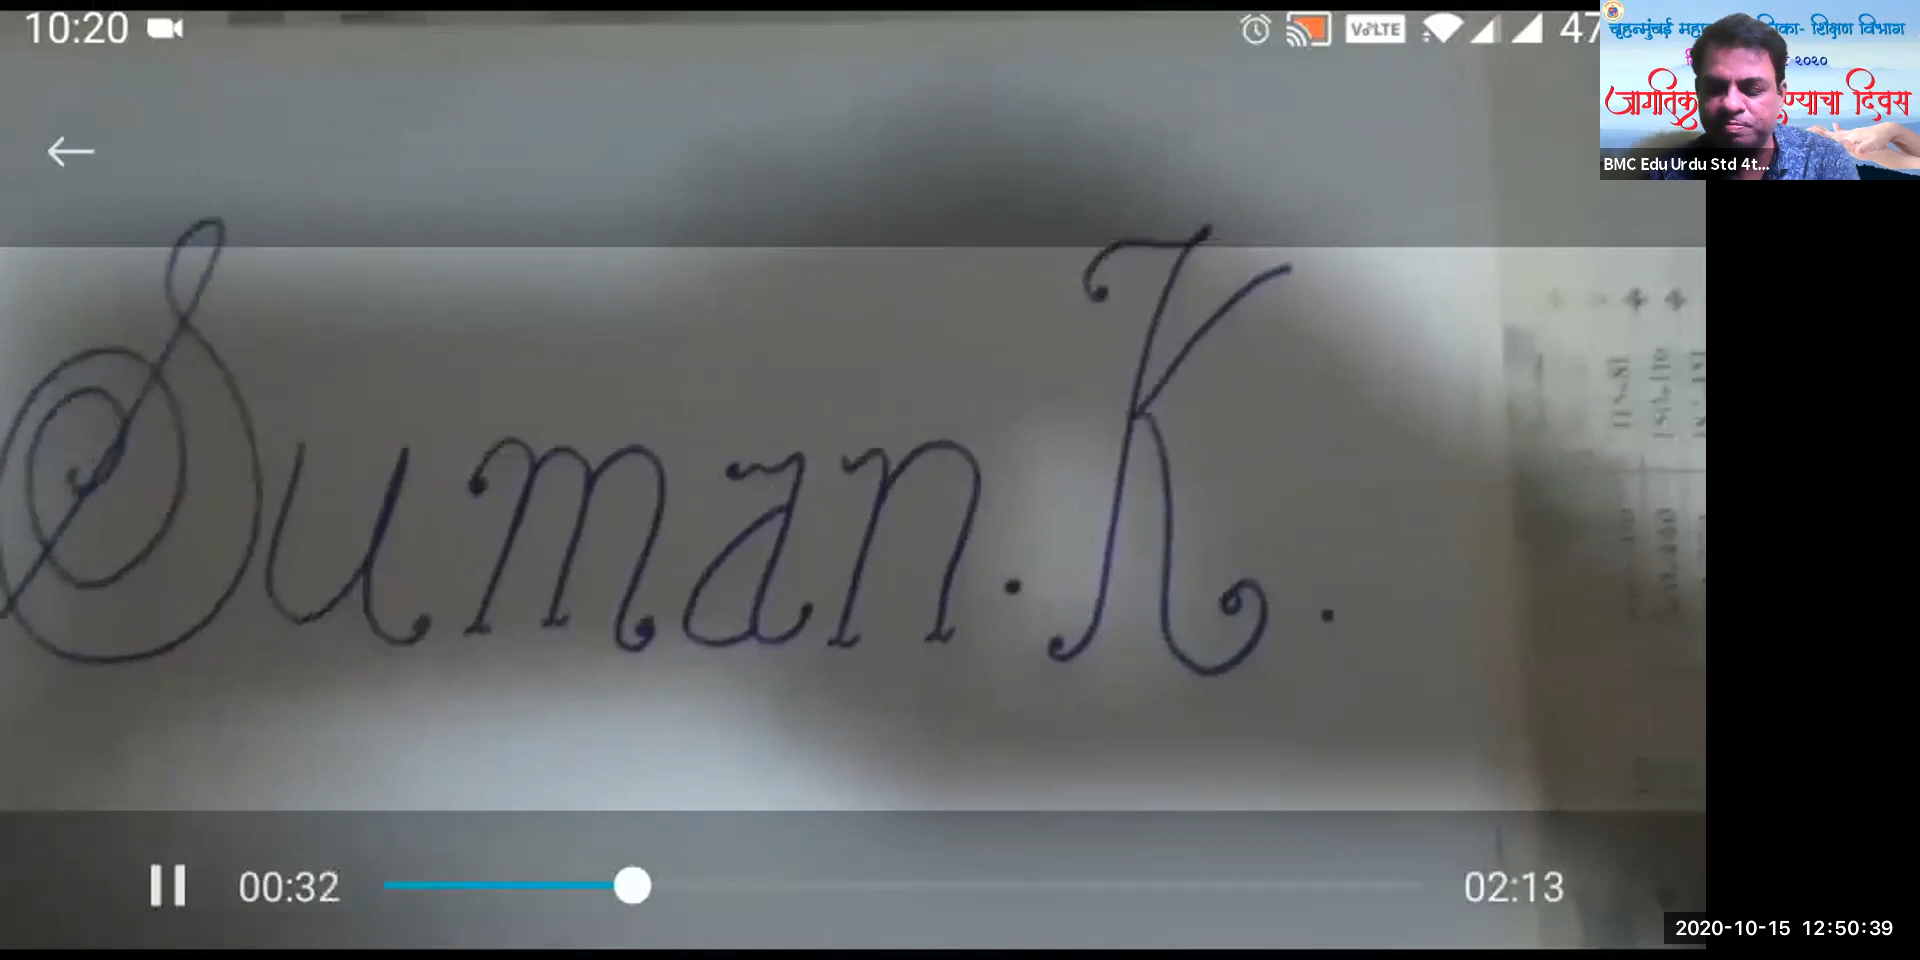 10:20
VoLTE
47
बृहन्मुंबई
शिक्षण विभाग
२०२०
जागतिक
दिवस
BMC Edu Urdu Std 4t...
Suman. K.
00:32
02:13
2020-10-15 12:50:39